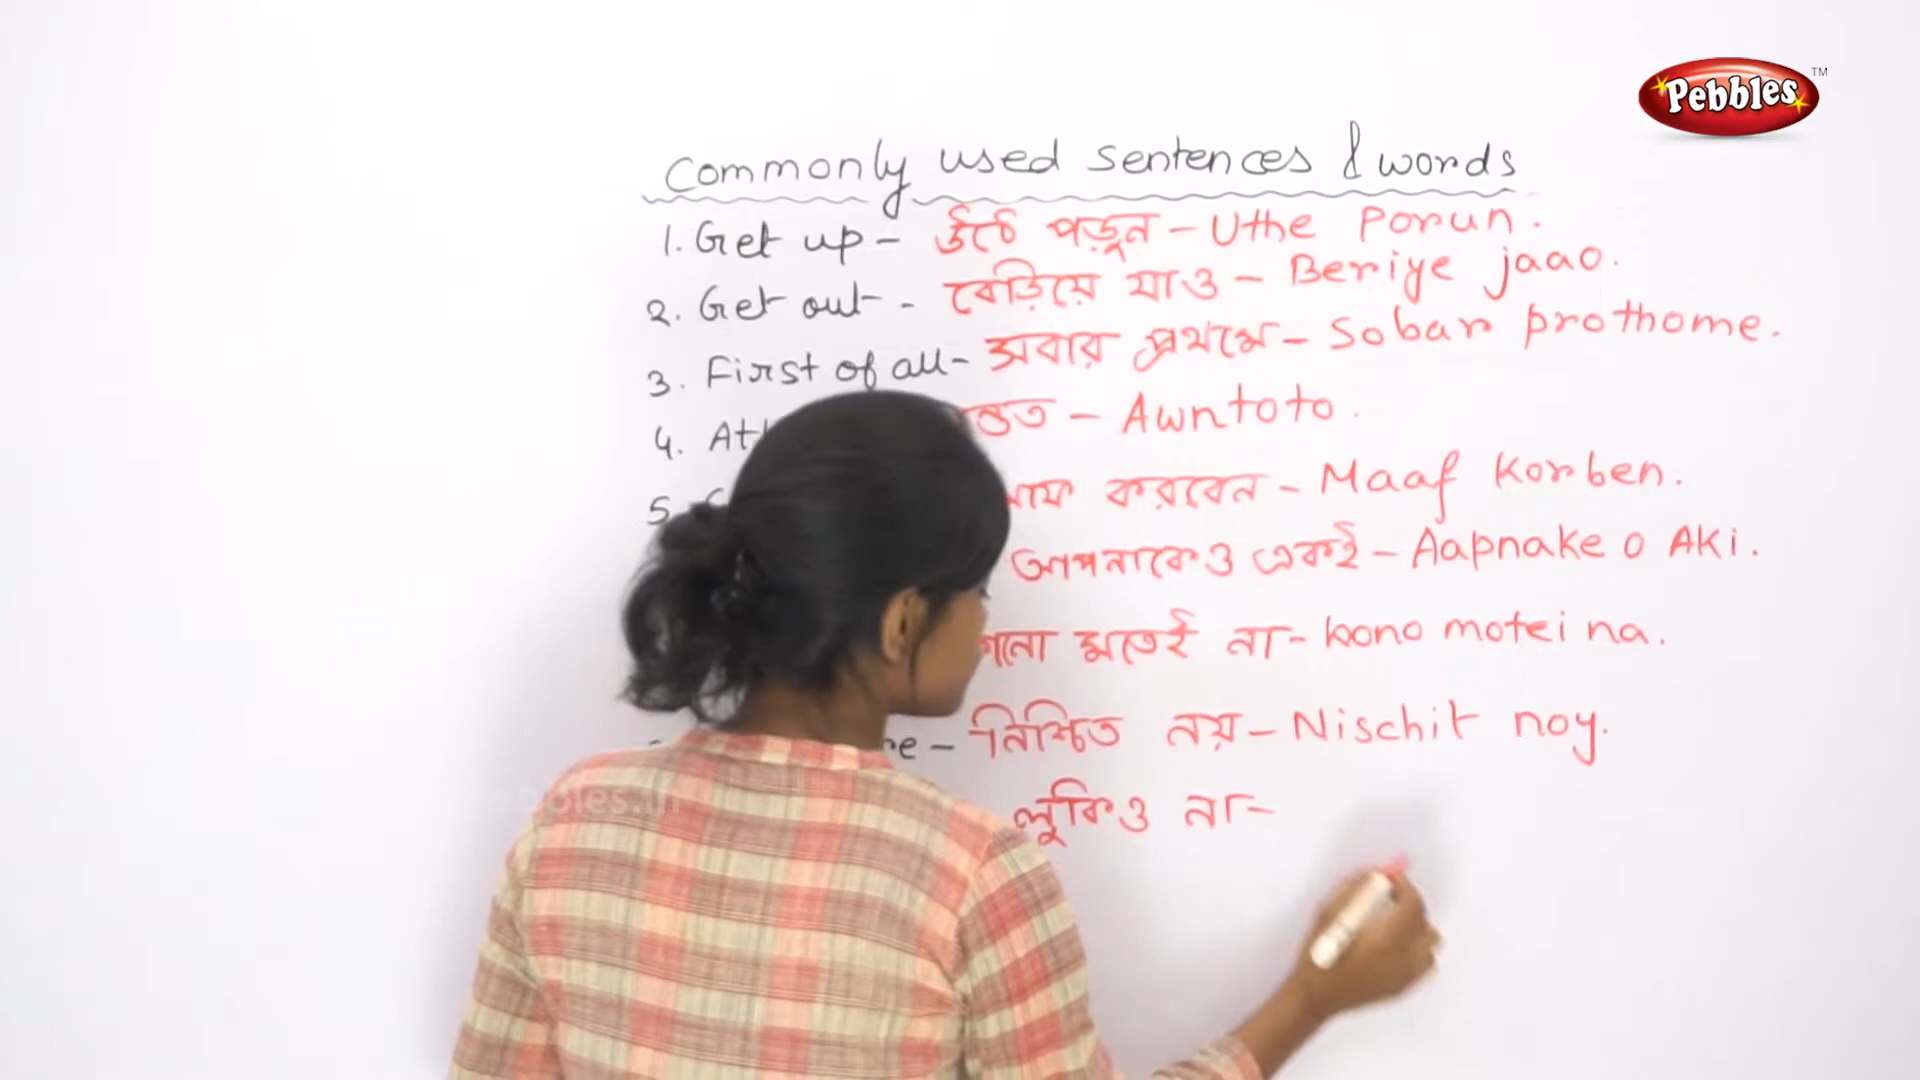 Pebbles TM
Commonly used sentences & words
1. Get up - উঠে পড়ুন - Uthe Porun.
2. Get out - বেড়িয়ে যাও - Beriye jaao.
3. First of all - সবার প্রথমে - Sobar prothome.
4. - Awntoto.
5. করবেন - Maaf Korben.
আপনাকেও একই - Aapnake o AKi.
মতেই না - kono motei na.
- নিশ্চিত নয় - Nischit noy.
লুকিও না -